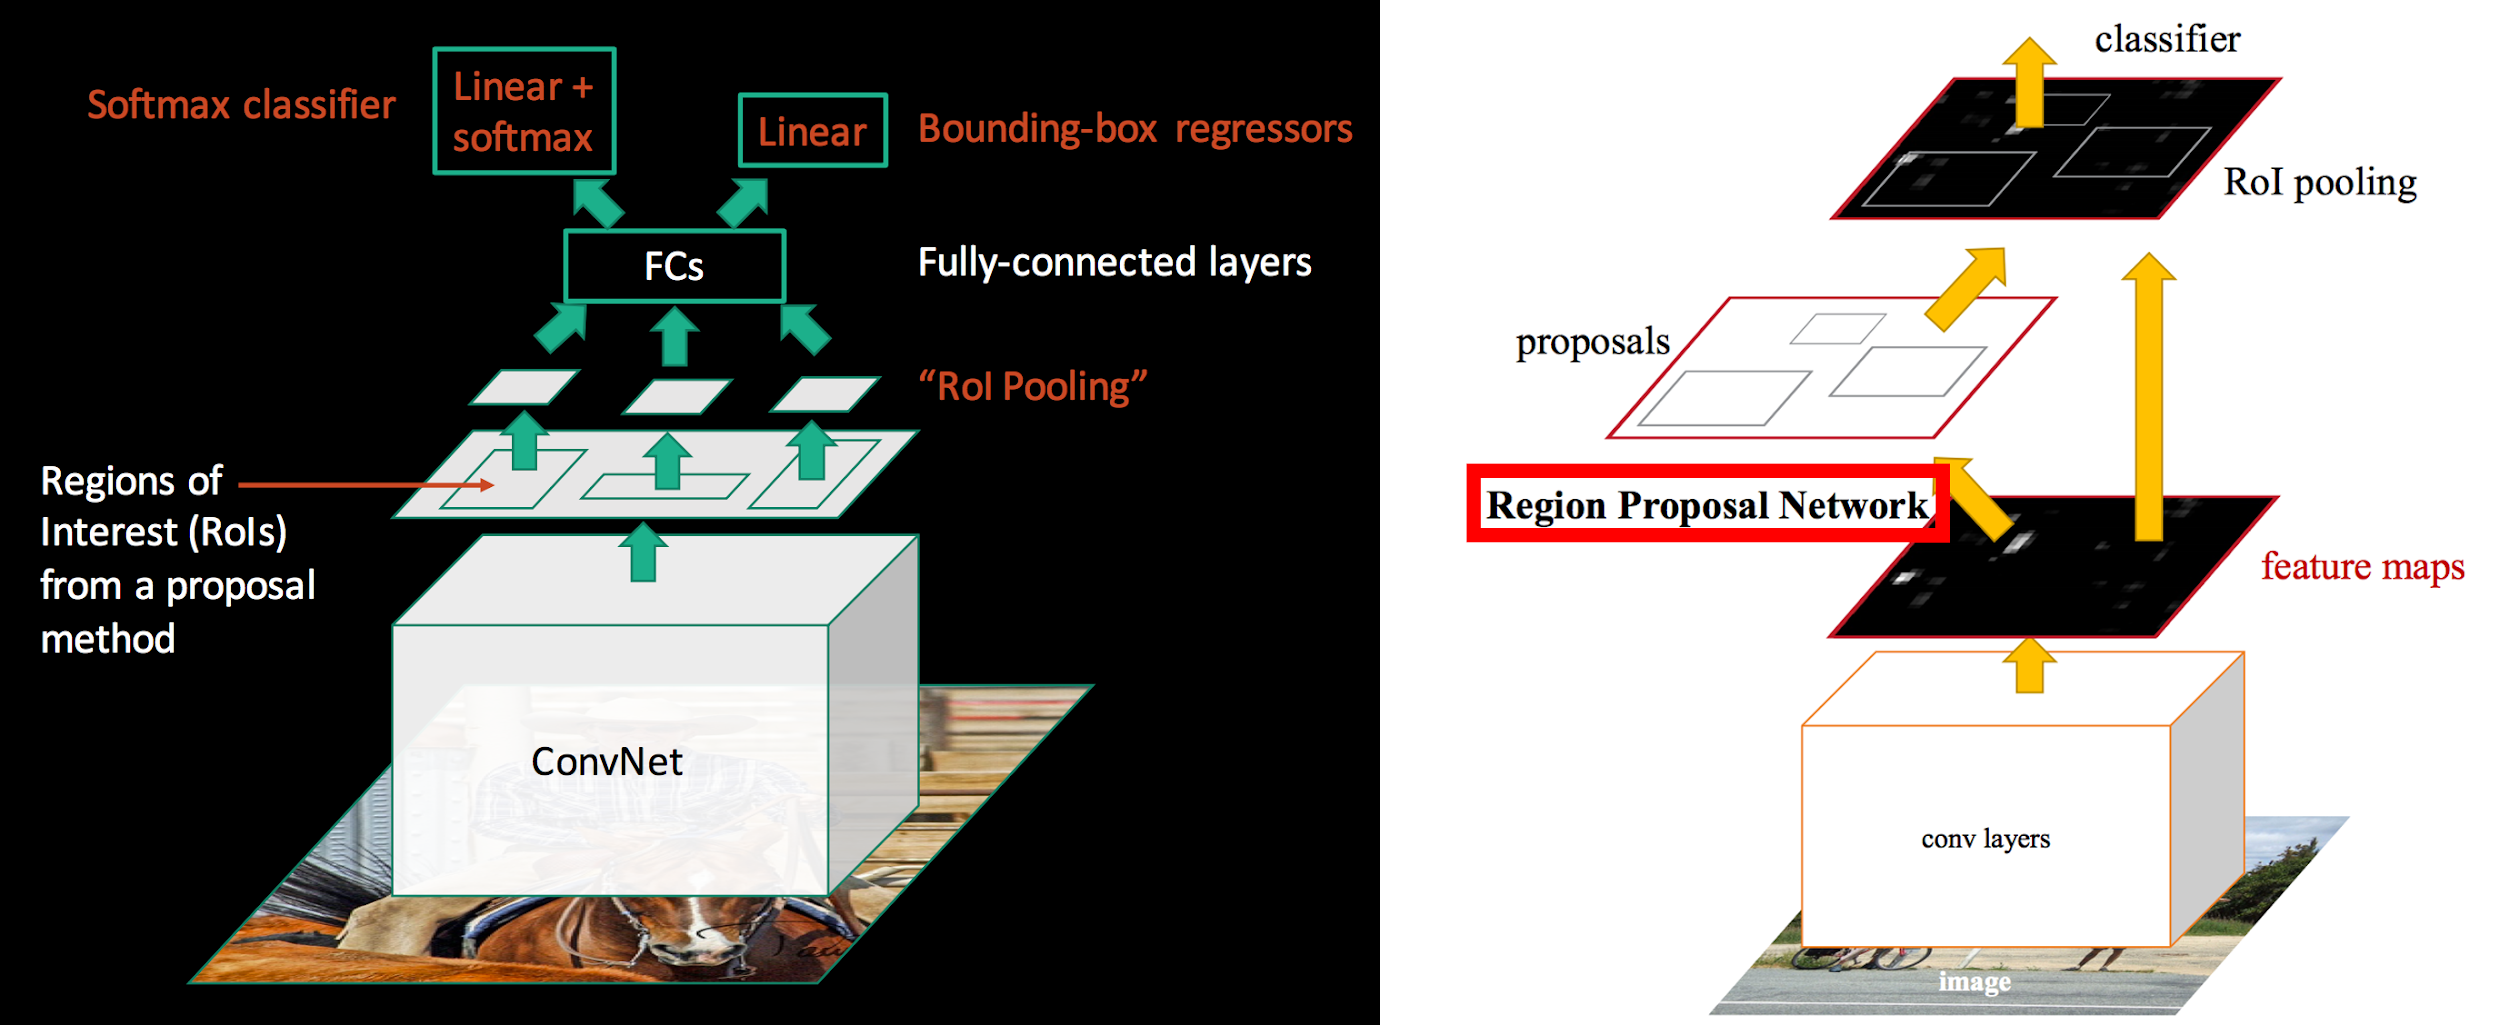 Softmax classifier
Linear +
softmax
Linear
Bounding-box regressors
FCs
Fully-connected layers
“RoI Pooling”
Regions of
Interest (RoIs)
from a proposal
method
ConvNet
classifier
RoI pooling
proposals
Region Proposal Network
feature maps
conv layers
image